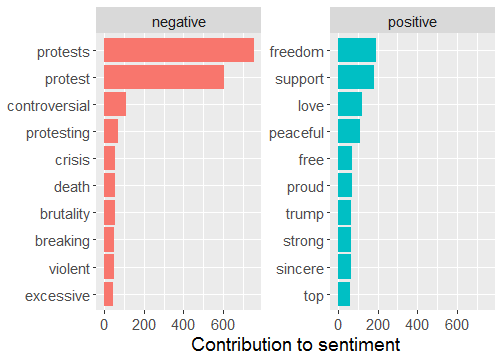 negative
protests
protest
controversial
protesting
crisis
death
brutality
breaking
violent
excessive
0 200 400 600
positive
freedom
support
love
peaceful
free
proud
trump
strong
sincere
top
0 200 400 600
Contribution to sentiment